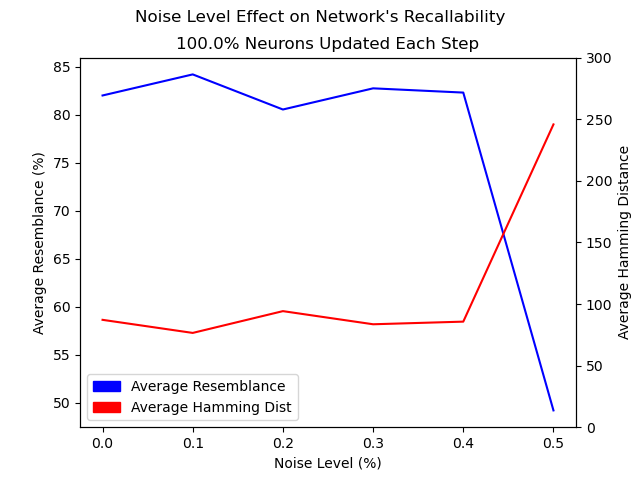 Noise Level Effect on Network's Recallability
100.0% Neurons Updated Each Step
Average Resemblance (%)
85
80
75
70
65
60
55
50
300
250
200
150
100
50
0
Average Hamming Distance
Average Resemblance
Average Hamming Dist
0.0 0.1 0.2 0.3 0.4 0.5
Noise Level (%)